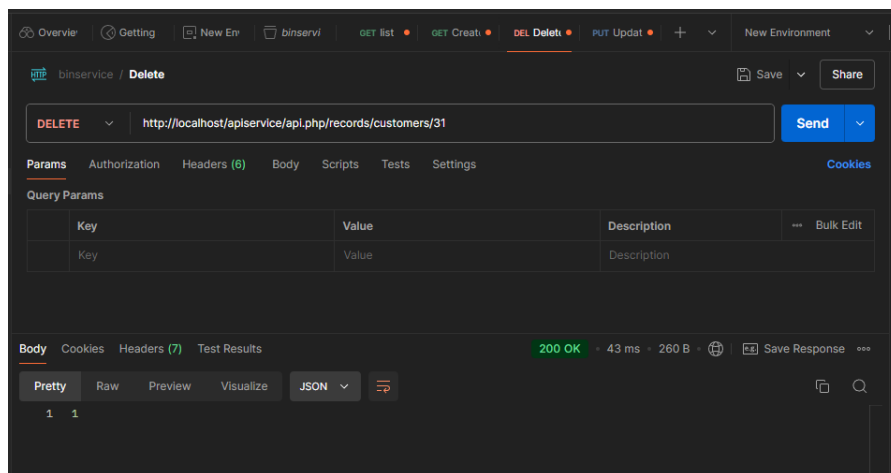 Overvie Getting New En binservi GET list GET Creat DEL Delet PUT Updat New Environment
HTTP binservice / Delete Save Share
DELETE http://localhost/apiservice/api.php/records/customers/31 Send
Params Authorization Headers (6) Body Scripts Tests Settings Cookies
Query Params
Key Value Description Bulk Edit
Key Value Description
Body Cookies Headers (7) Test Results 200 OK 43 ms 260 B e.g. Save Response
Pretty Raw Preview Visualize JSON
1 1